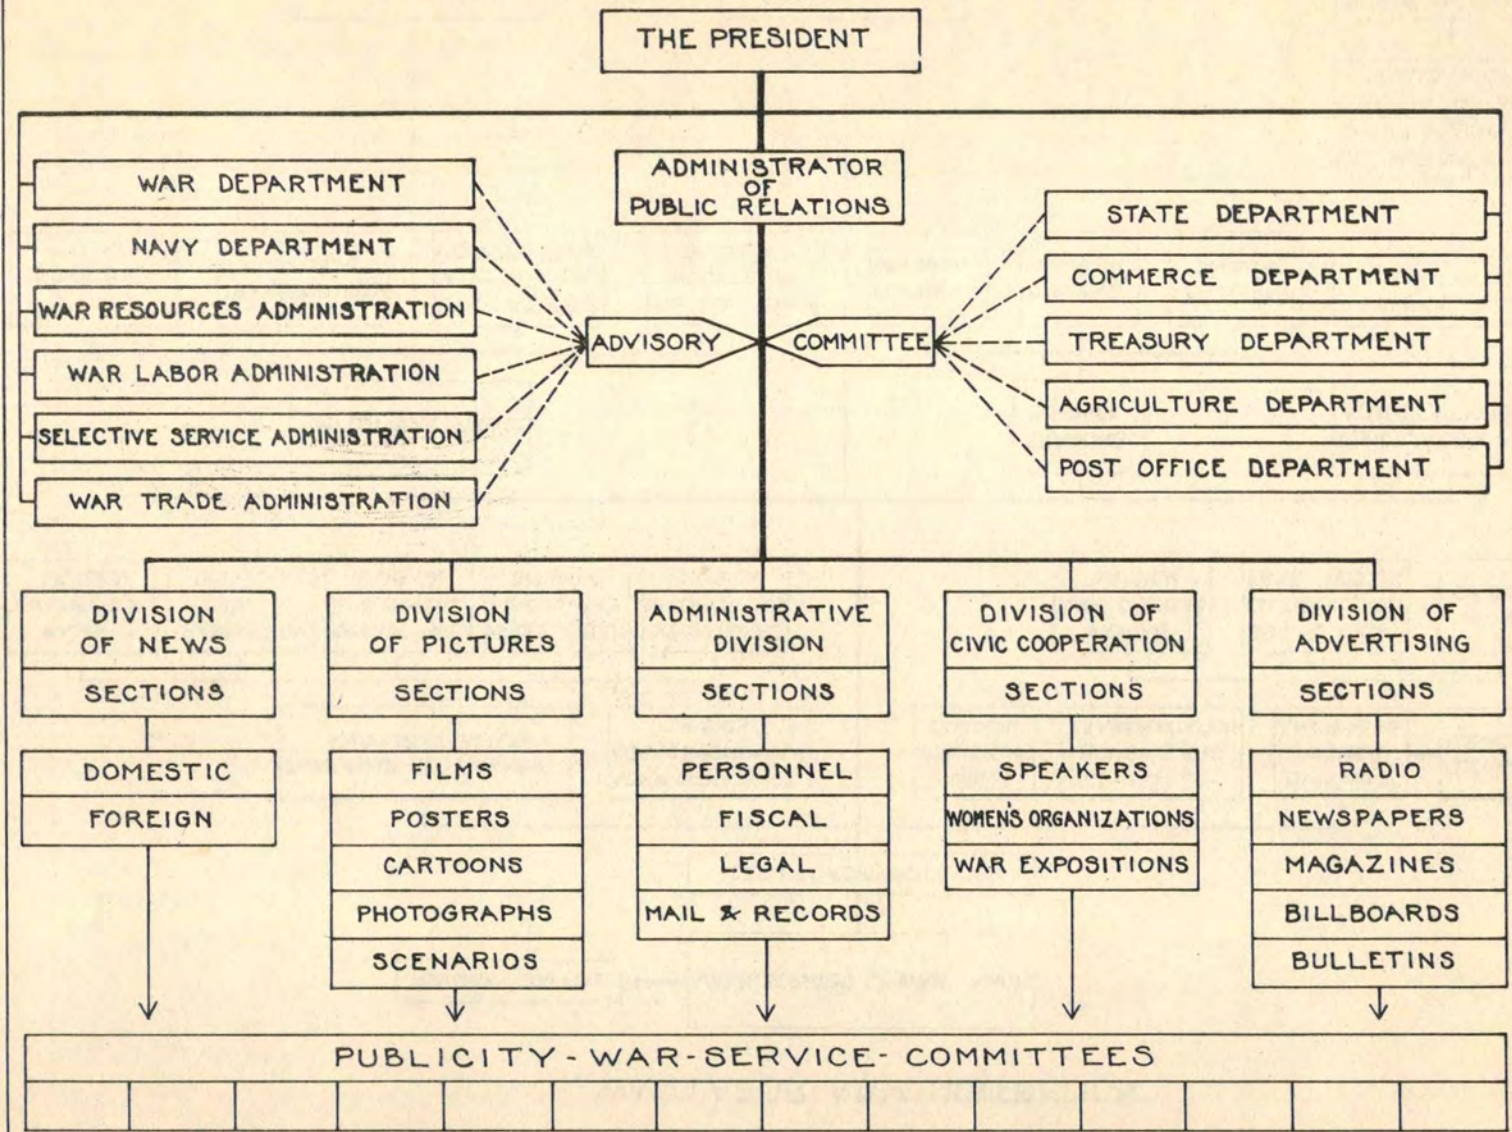 THE PRESIDENT
ADMINISTRATOR
OF
PUBLIC RELATIONS
WAR DEPARTMENT
NAVY DEPARTMENT
WAR RESOURCES ADMINISTRATION
WAR LABOR ADMINISTRATION
SELECTIVE SERVICE ADMINISTRATION
WAR TRADE ADMINISTRATION
ADVISORY COMMITTEE
STATE DEPARTMENT
COMMERCE DEPARTMENT
TREASURY DEPARTMENT
AGRICULTURE DEPARTMENT
POST OFFICE DEPARTMENT
DIVISION
OF NEWS
SECTIONS
DOMESTIC
FOREIGN
DIVISION
OF PICTURES
SECTIONS
FILMS
POSTERS
CARTOONS
PHOTOGRAPHS
SCENARIOS
ADMINISTRATIVE
DIVISION
SECTIONS
PERSONNEL
FISCAL
LEGAL
MAIL & RECORDS
DIVISION OF
CIVIC COOPERATION
SECTIONS
SPEAKERS
WOMEN'S ORGANIZATIONS
WAR EXPOSITIONS
DIVISION OF
ADVERTISING
SECTIONS
RADIO
NEWSPAPERS
MAGAZINES
BILLBOARDS
BULLETINS
PUBLICITY - WAR - SERVICE - COMMITTEES